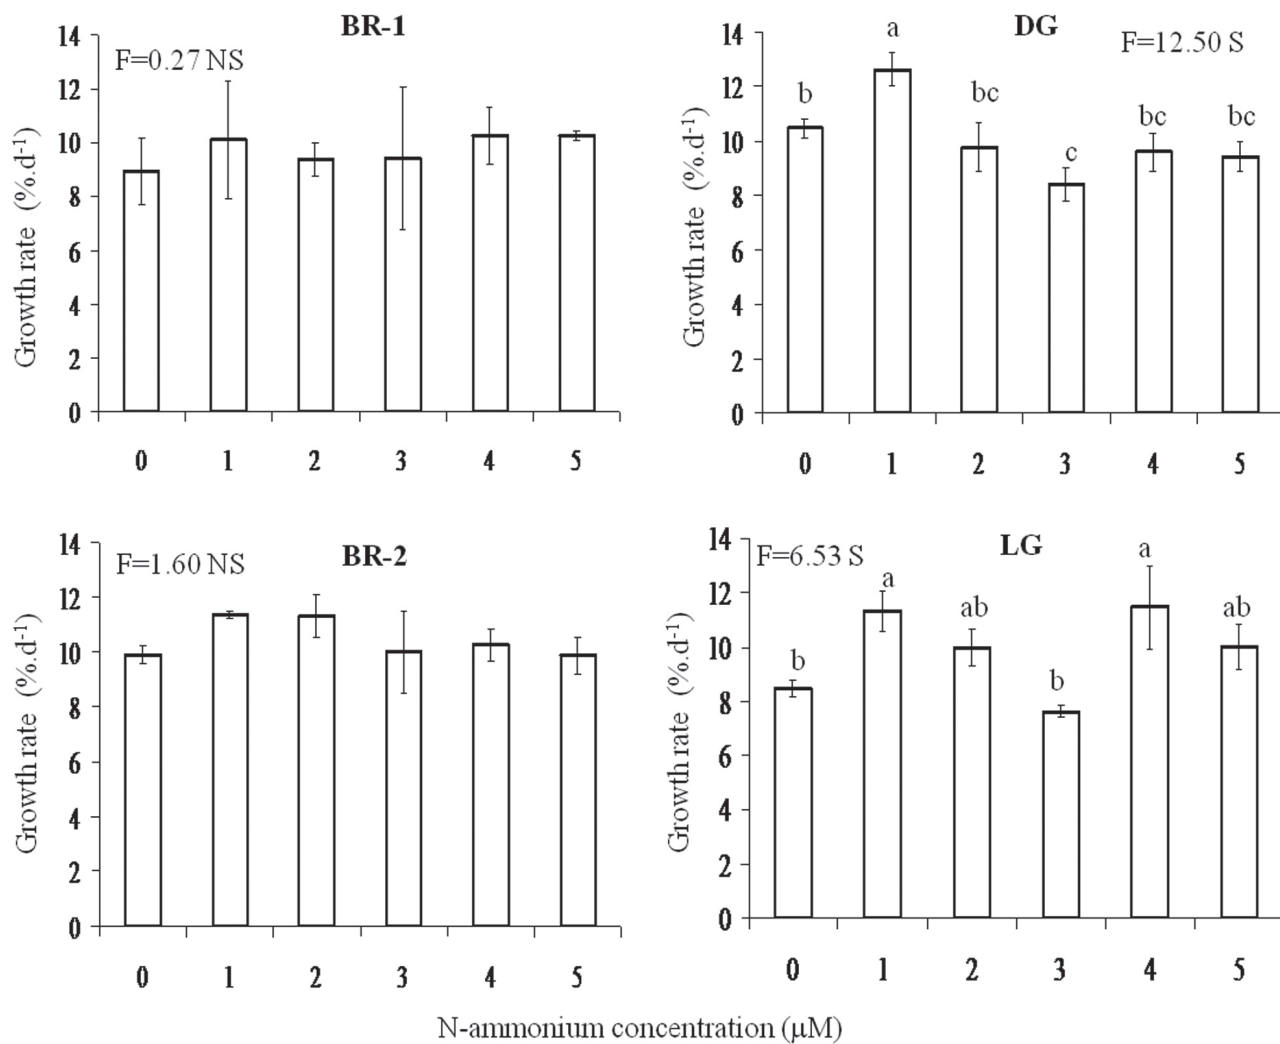 BR-1
F=0.27 NS
Growth rate (%.d-1)
14
12
10
8
6
4
2
0
0 1 2 3 4 5
DG
F=12.50 S
Growth rate (%.d-1)
14
12
10
8
6
4
2
0
b a bc c bc bc
0 1 2 3 4 5
BR-2
F=1.60 NS
Growth rate (%.d-1)
14
12
10
8
6
4
2
0
0 1 2 3 4 5
LG
F=6.53 S
Growth rate (%.d-1)
14
12
10
8
6
4
2
0
b a ab b a ab
0 1 2 3 4 5
N-ammonium concentration (µM)